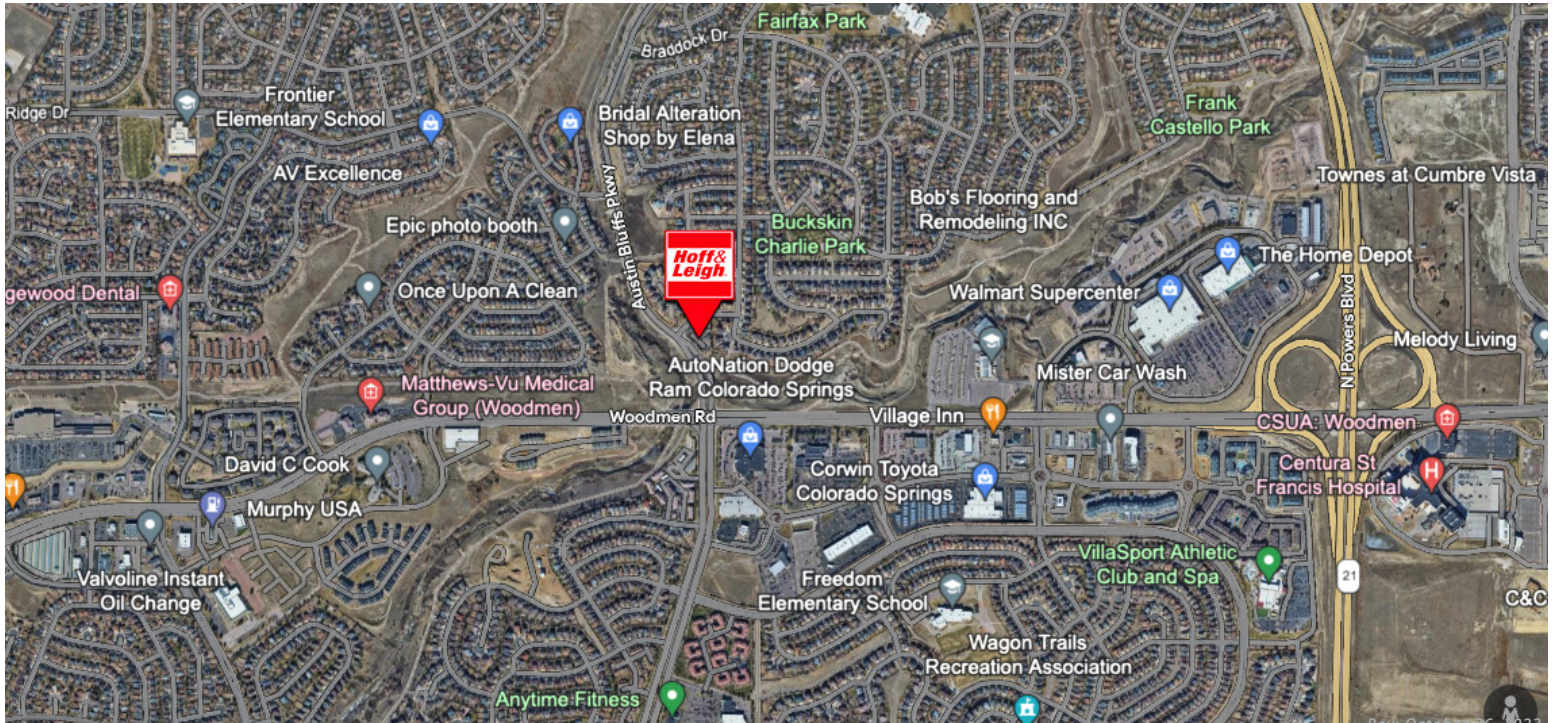 Fairfax Park
Braddock Dr
Frontier
Elementary School
Ridge Dr
Bridal Alteration
Shop by Elena
Frank
Castello Park
AV Excellence
Townes at Cumbre Vista
Austin Bluffs Pkwy
Epic photo booth
Buckskin
Charlie Park
Bob's Flooring and
Remodeling INC
Hoff&
Leigh
The Home Depot
Once Upon A Clean
Walmart Supercenter
gewood Dental
N Powers Blvd
Melody Living
AutoNation Dodge
Ram Colorado Springs
Mister Car Wash
Matthews-Vu Medical
Group (Woodmen)
Woodmen Rd
Village Inn
CSUA: Woodmen
David C Cook
Corwin Toyota
Colorado Springs
Centura St
Francis Hospital
H
Murphy USA
Valvoline Instant
Oil Change
VillaSport Athletic
Club and Spa
21
Freedom
Elementary School
C&C
Wagon Trails
Recreation Association
Anytime Fitness